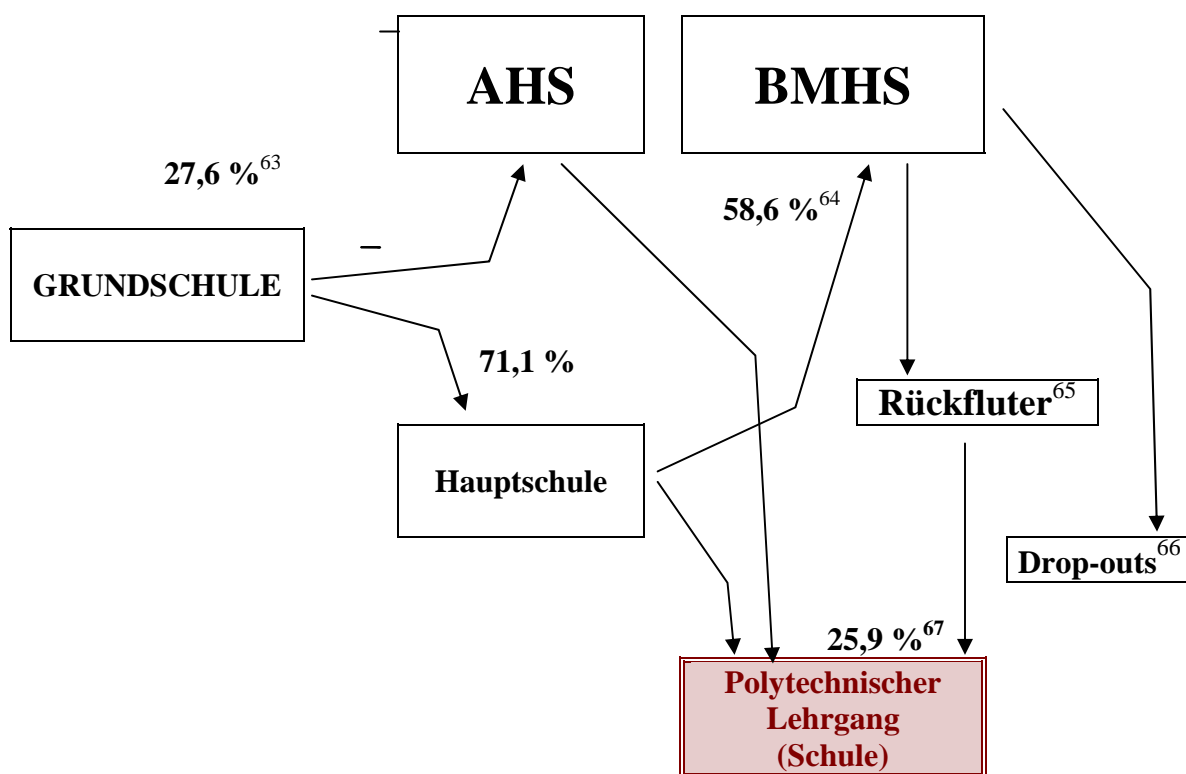 AHS
BMHS
27,6 %63
58,6 %64
GRUNDSCHULE
71,1 %
Rückfluter65
Hauptschule
Drop-outs66
25,9 %67
Polytechnischer
Lehrgang
(Schule)